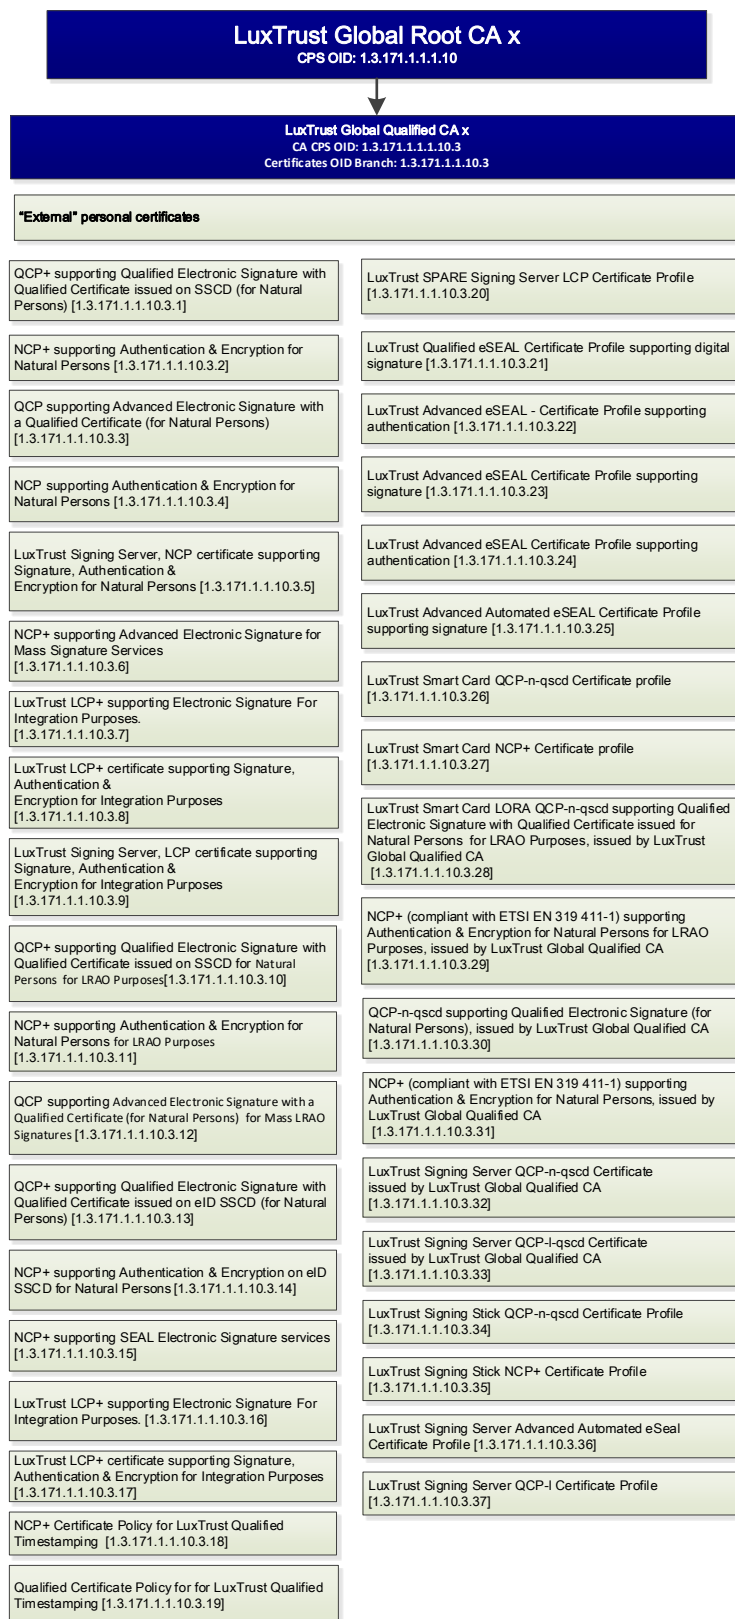 LuxTrust Global Root CA x
CPS OID: 1.3.171.1.1.1.10
LuxTrust Global Qualified CA x
CA CPS OID: 1.3.171.1.1.1.10.3
Certificates OID Branch: 1.3.171.1.1.10.3
"External" personal certificates
QCP+ supporting Qualified Electronic Signature with
Qualified Certificate issued on SSCD (for Natural
Persons) [1.3.171.1.1.10.3.1]
NCP+ supporting Authentication & Encryption for
Natural Persons [1.3.171.1.1.10.3.2]
QCP supporting Advanced Electronic Signature with
a Qualified Certificate (for Natural Persons)
[1.3.171.1.1.10.3.3]
NCP supporting Authentication & Encryption for
Natural Persons [1.3.171.1.1.10.3.4]
LuxTrust Signing Server, NCP certificate supporting
Signature, Authentication &
Encryption for Natural Persons [1.3.171.1.1.10.3.5]
NCP+ supporting Advanced Electronic Signature for
Mass Signature Services
[1.3.171.1.1.10.3.6]
LuxTrust LCP+ supporting Electronic Signature For
Integration Purposes.
[1.3.171.1.1.10.3.7]
LuxTrust LCP+ certificate supporting Signature,
Authentication &
Encryption for Integration Purposes
[1.3.171.1.1.10.3.8]
LuxTrust Signing Server, LCP certificate supporting
Signature, Authentication &
Encryption for Integration Purposes
[1.3.171.1.1.10.3.9]
QCP+ supporting Qualified Electronic Signature with
Qualified Certificate issued on SSCD for Natural
Persons for LRAO Purposes[1.3.171.1.1.10.3.10]
NCP+ supporting Authentication & Encryption for
Natural Persons for LRAO Purposes
[1.3.171.1.1.10.3.11]
QCP supporting Advanced Electronic Signature with a
Qualified Certificate (for Natural Persons) for Mass LRAO
Signatures [1.3.171.1.1.10.3.12]
QCP+ supporting Qualified Electronic Signature with
Qualified Certificate issued on eID SSCD (for Natural
Persons) [1.3.171.1.1.10.3.13]
NCP+ supporting Authentication & Encryption on eID
SSCD for Natural Persons [1.3.171.1.1.10.3.14]
NCP+ supporting SEAL Electronic Signature services
[1.3.171.1.1.10.3.15]
LuxTrust LCP+ supporting Electronic Signature For
Integration Purposes. [1.3.171.1.1.10.3.16]
LuxTrust LCP+ certificate supporting Signature,
Authentication & Encryption for Integration Purposes
[1.3.171.1.1.10.3.17]
NCP+ Certificate Policy for LuxTrust Qualified
Timestamping [1.3.171.1.1.10.3.18]
Qualified Certificate Policy for for LuxTrust Qualified
Timestamping [1.3.171.1.1.10.3.19]
LuxTrust SPARE Signing Server LCP Certificate Profile
[1.3.171.1.1.10.3.20]
LuxTrust Qualified eSEAL Certificate Profile supporting digital
signature [1.3.171.1.1.10.3.21]
LuxTrust Advanced eSEAL - Certificate Profile supporting
authentication [1.3.171.1.1.10.3.22]
LuxTrust Advanced eSEAL Certificate Profile supporting
signature [1.3.171.1.1.10.3.23]
LuxTrust Advanced eSEAL Certificate Profile supporting
authentication [1.3.171.1.1.10.3.24]
LuxTrust Advanced Automated eSEAL Certificate Profile
supporting signature [1.3.171.1.1.10.3.25]
LuxTrust Smart Card QCP-n-qscd Certificate profile
[1.3.171.1.1.10.3.26]
LuxTrust Smart Card NCP+ Certificate profile
[1.3.171.1.1.10.3.27]
LuxTrust Smart Card LORA QCP-n-qscd supporting Qualified
Electronic Signature with Qualified Certificate issued for
Natural Persons for LRAO Purposes, issued by LuxTrust
Global Qualified CA
[1.3.171.1.1.10.3.28]
NCP+ (compliant with ETSI EN 319 411-1) supporting
Authentication & Encryption for Natural Persons for LRAO
Purposes, issued by LuxTrust Global Qualified CA
[1.3.171.1.1.10.3.29]
QCP-n-qscd supporting Qualified Electronic Signature (for
Natural Persons), issued by LuxTrust Global Qualified CA
[1.3.171.1.1.10.3.30]
NCP+ (compliant with ETSI EN 319 411-1) supporting
Authentication & Encryption for Natural Persons, issued by
LuxTrust Global Qualified CA
[1.3.171.1.1.10.3.31]
LuxTrust Signing Server QCP-n-qscd Certificate
issued by LuxTrust Global Qualified CA
[1.3.171.1.1.10.3.32]
LuxTrust Signing Server QCP-l-qscd Certificate
issued by LuxTrust Global Qualified CA
[1.3.171.1.1.10.3.33]
LuxTrust Signing Stick QCP-n-qscd Certificate Profile
[1.3.171.1.1.10.3.34]
LuxTrust Signing Stick NCP+ Certificate Profile
[1.3.171.1.1.10.3.35]
LuxTrust Signing Server Advanced Automated eSeal
Certificate Profile [1.3.171.1.1.10.3.36]
LuxTrust Signing Server QCP-l Certificate Profile
[1.3.171.1.1.10.3.37]